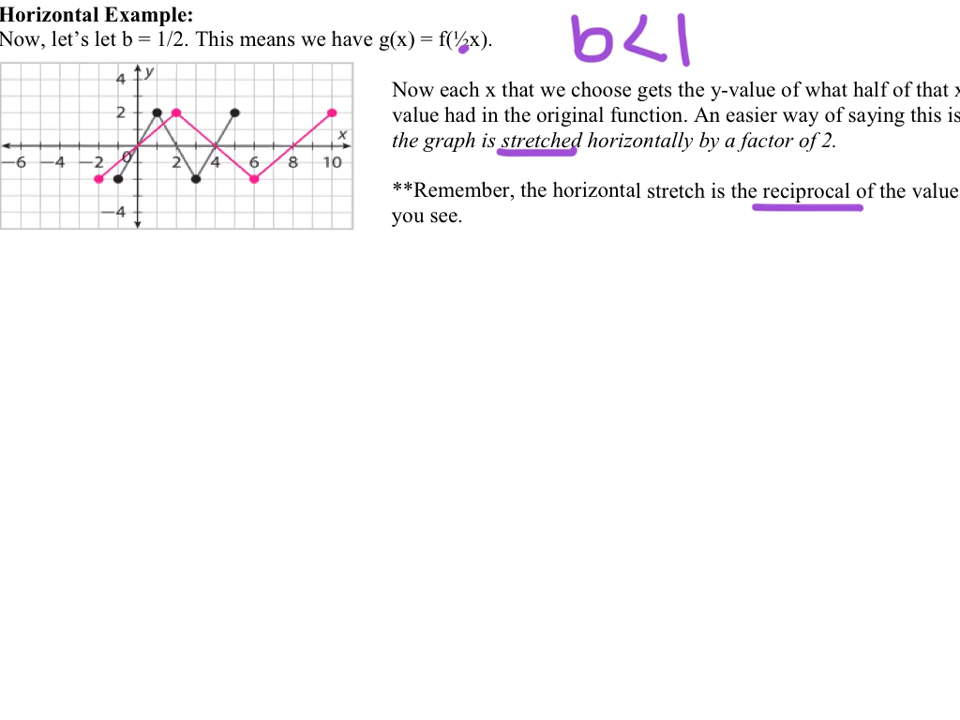 Horizontal Example:
Now, let's let b = 1/2. This means we have g(x) = f(½x).
b<1
Now each x that we choose gets the y-value of what half of that x
value had in the original function. An easier way of saying this is
the graph is stretched horizontally by a factor of 2.
**Remember, the horizontal stretch is the reciprocal of the value
you see.
4 y
2
x
−6 −4 −2 0 2 4 6 8 10
−4